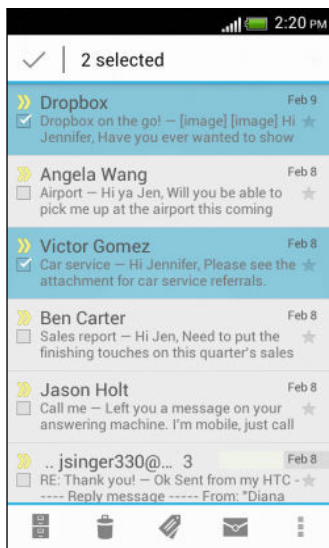 2:20 PM
2 selected
Dropbox Feb 9
Dropbox on the go! – [image] [image] Hi
Jennifer, Have you ever wanted to show
Angela Wang Feb 8
Airport – Hi ya Jen, Will you be able to
pick me up at the airport this coming
Victor Gomez Feb 8
Car service – Hi Jennifer, Please see the
attachment for car service referrals.
Ben Carter Feb 8
Sales report – Hi Jen, Need to put the
finishing touches on this quarter's sales
Jason Holt Feb 8
Call me – Left you a message on your
answering machine. I'm mobile, just call
.. jsinger330@... 3 Feb 8
RE: Thank you! – Ok Sent from my HTC -
---- Reply message ----- From: "Diana